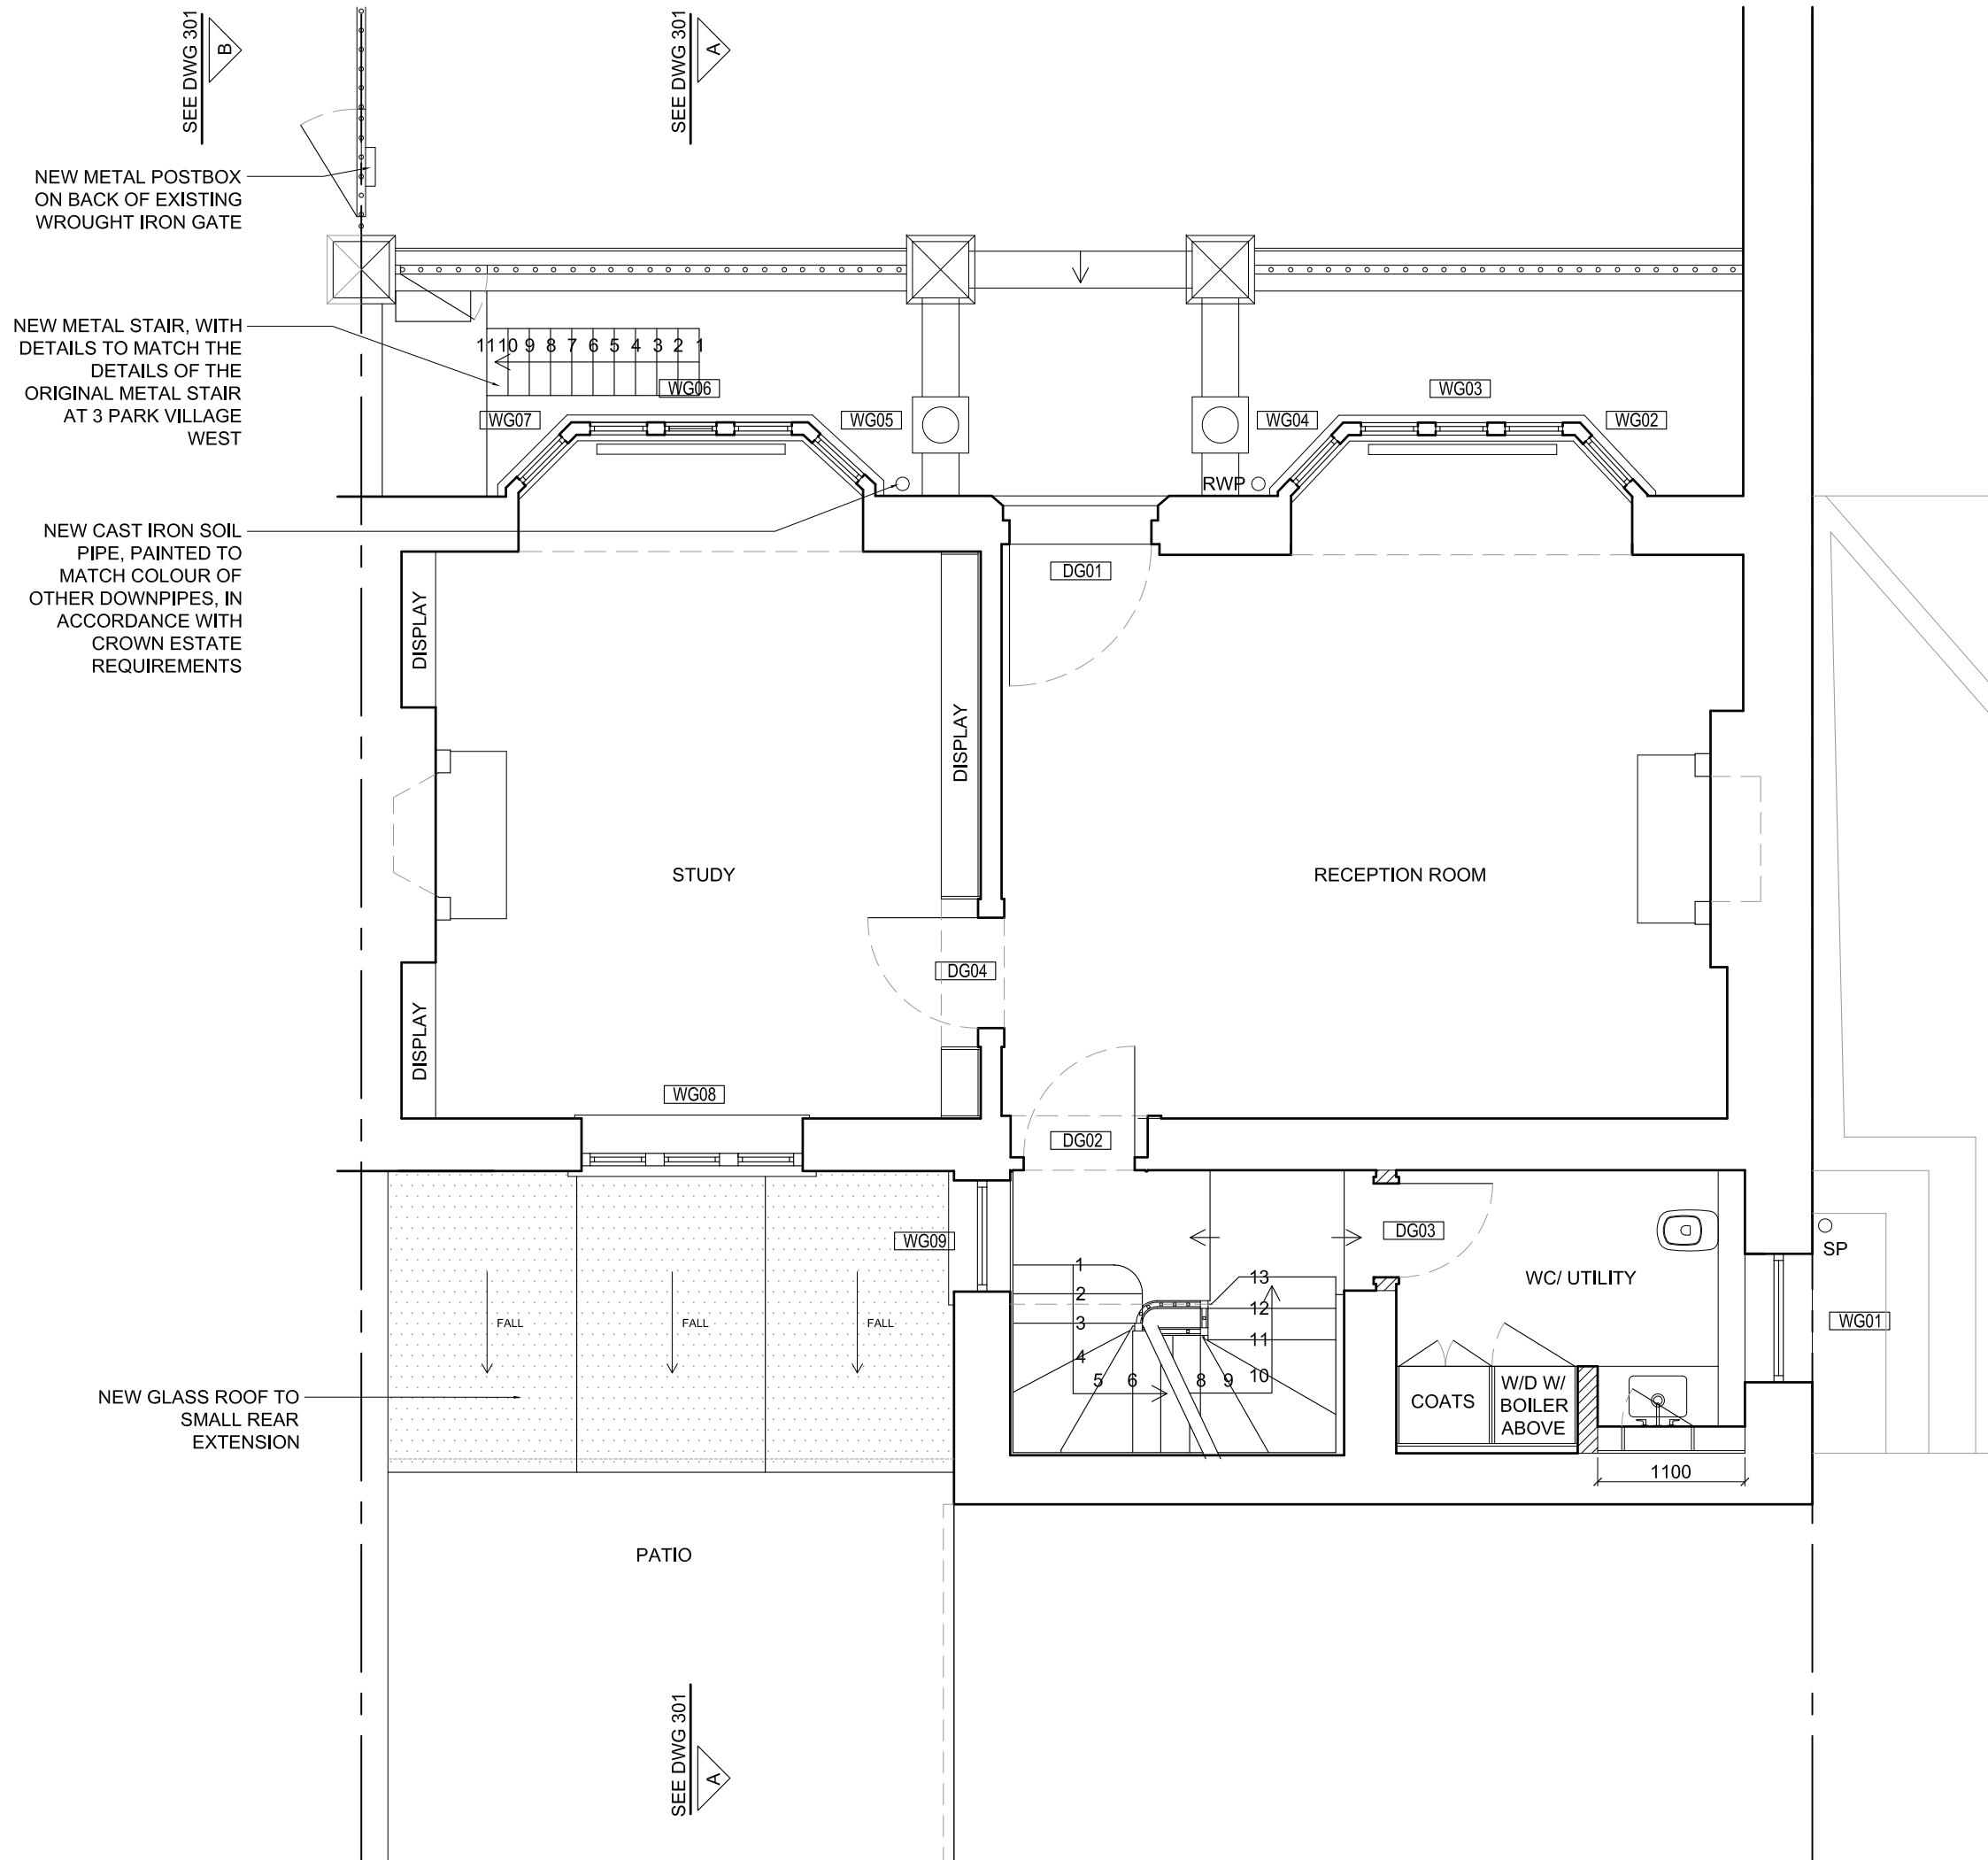 SEE DWG 301
B
SEE DWG 301
A
NEW METAL POSTBOX
ON BACK OF EXISTING
WROUGHT IRON GATE
NEW METAL STAIR, WITH
DETAILS TO MATCH THE
DETAILS OF THE
ORIGINAL METAL STAIR
AT 3 PARK VILLAGE
WEST
11 10 9 8 7 6 5 4 3 2 1
WG07
WG06
WG05
WG04
WG03
WG02
RWP
NEW CAST IRON SOIL
PIPE, PAINTED TO
MATCH COLOUR OF
OTHER DOWNPIPES, IN
ACCORDANCE WITH
CROWN ESTATE
REQUIREMENTS
DISPLAY
DG01
DISPLAY
STUDY
RECEPTION ROOM
DG04
DISPLAY
WG08
DG02
WG09
DG03
SP
WC/ UTILITY
WG01
1
2
3
4
5
6
8
9
10
11
12
13
FALL
FALL
FALL
NEW GLASS ROOF TO
SMALL REAR
EXTENSION
COATS
W/D W/
BOILER
ABOVE
1100
PATIO
SEE DWG 301
A